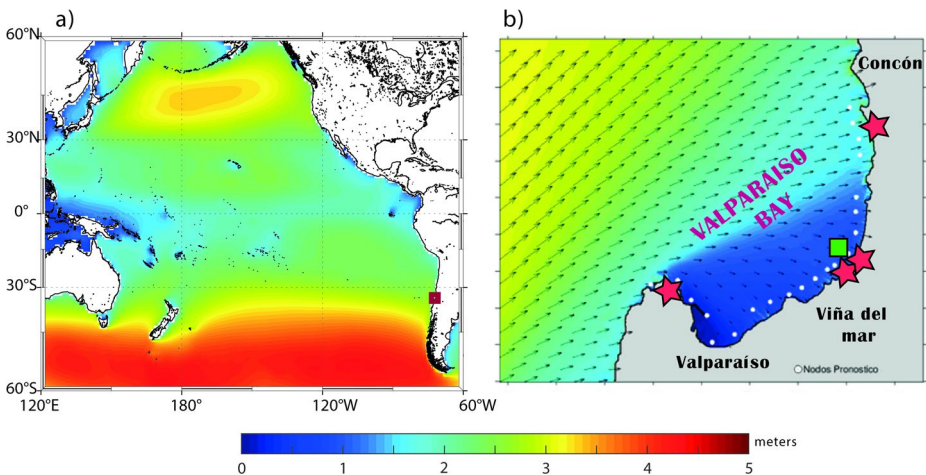 a)
b)
60°N
30°N
0°
30°S
60°S
120°E
180°W
120°W
60°W
Concón
VALPARAÍSO
BAY
Viña del
mar
Valparaíso
Nodos Pronostico
meters
0
1
2
3
4
5